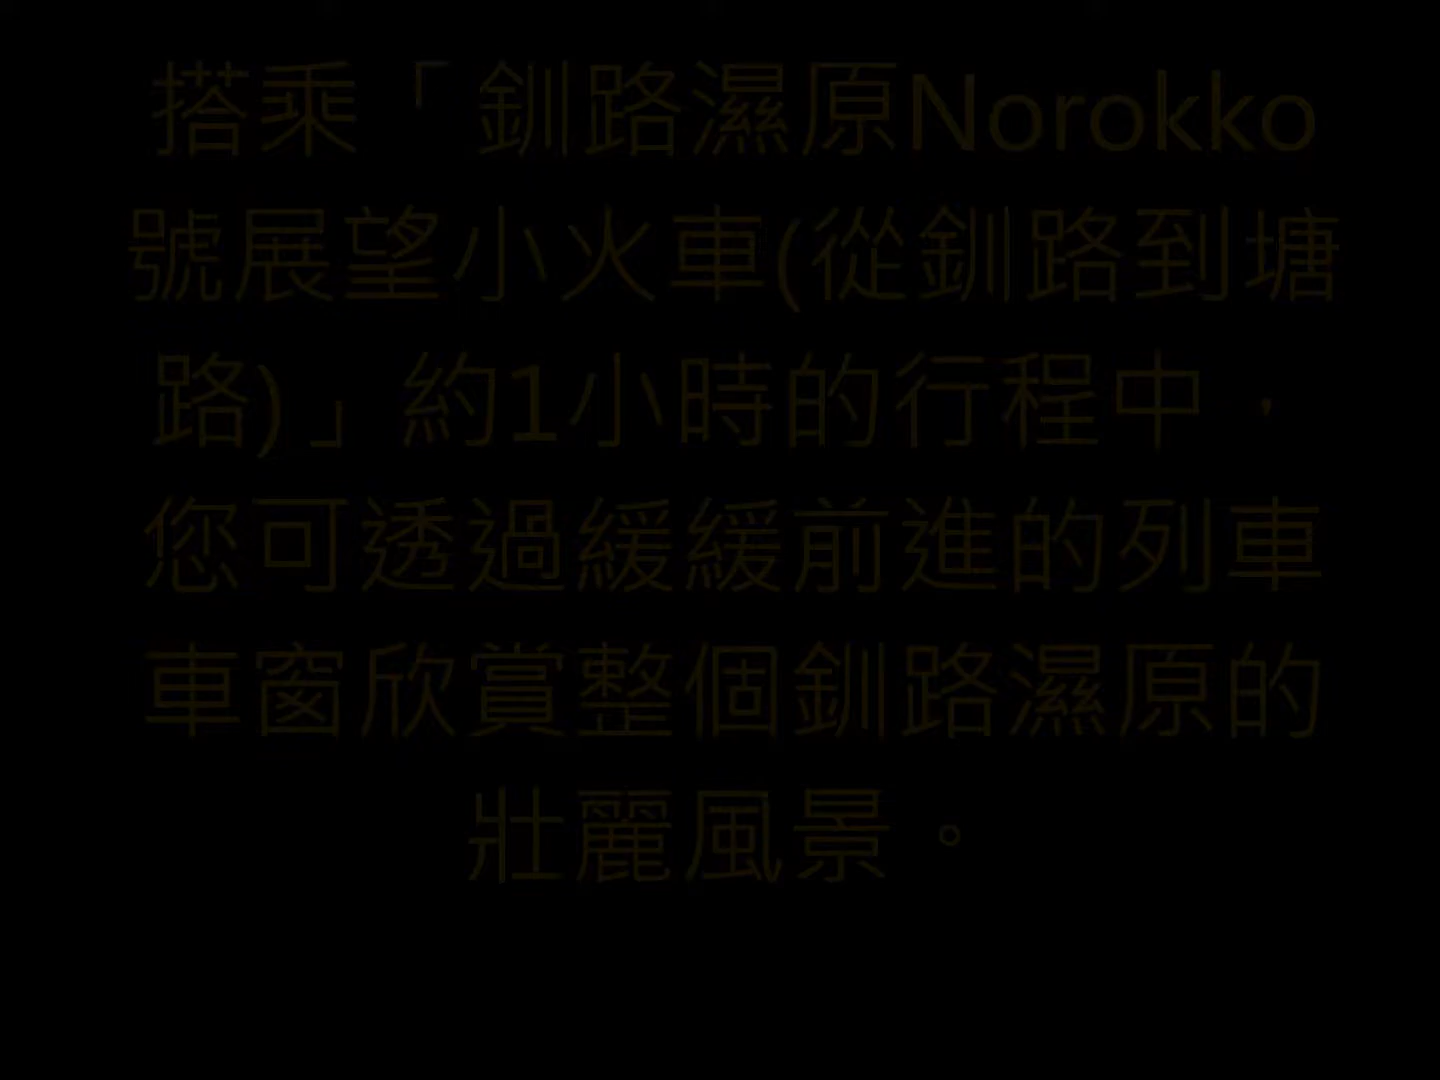 搭乘「釧路濕原Norokko
號展望小火車(從釧路到塘
路)」約1小時的行程中，
您可透過緩緩前進的列車
車窗欣賞整個釧路濕原的
壯麗風景。